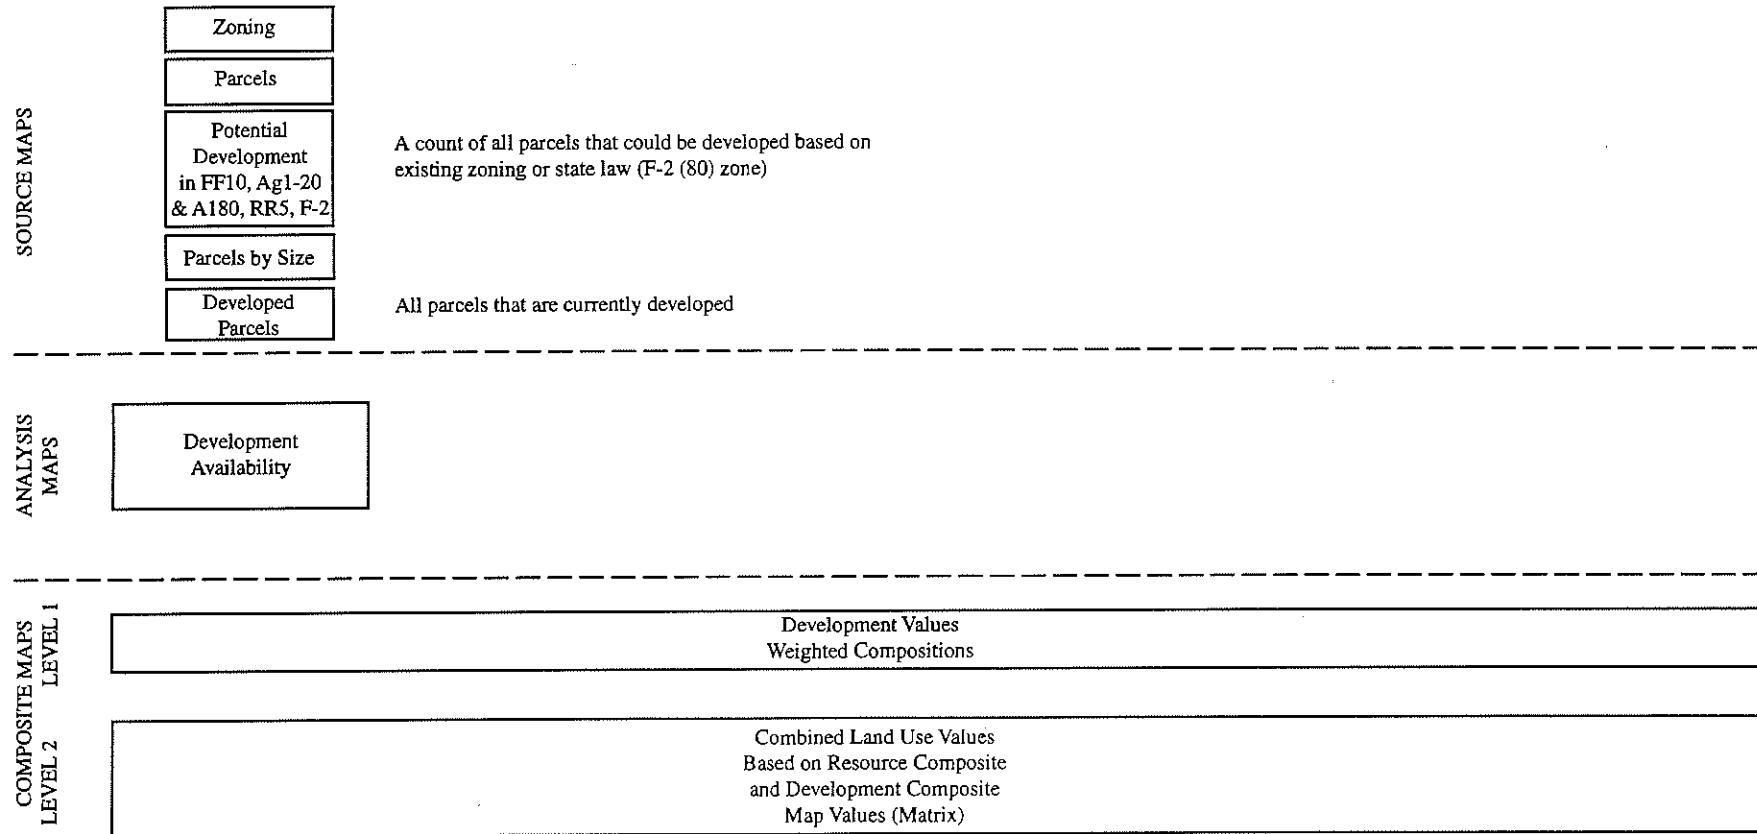 SOURCE MAPS
Zoning
Parcels
Potential
Development
in FF10, Ag1-20
& A180, RR5, F-2
A count of all parcels that could be developed based on
existing zoning or state law (F-2 (80) zone)
Parcels by Size
Developed
Parcels
All parcels that are currently developed
ANALYSIS
MAPS
Development
Availability
COMPOSITE MAPS
LEVEL 1
Development Values
Weighted Compositions
LEVEL 2
Combined Land Use Values
Based on Resource Composite
and Development Composite
Map Values (Matrix)